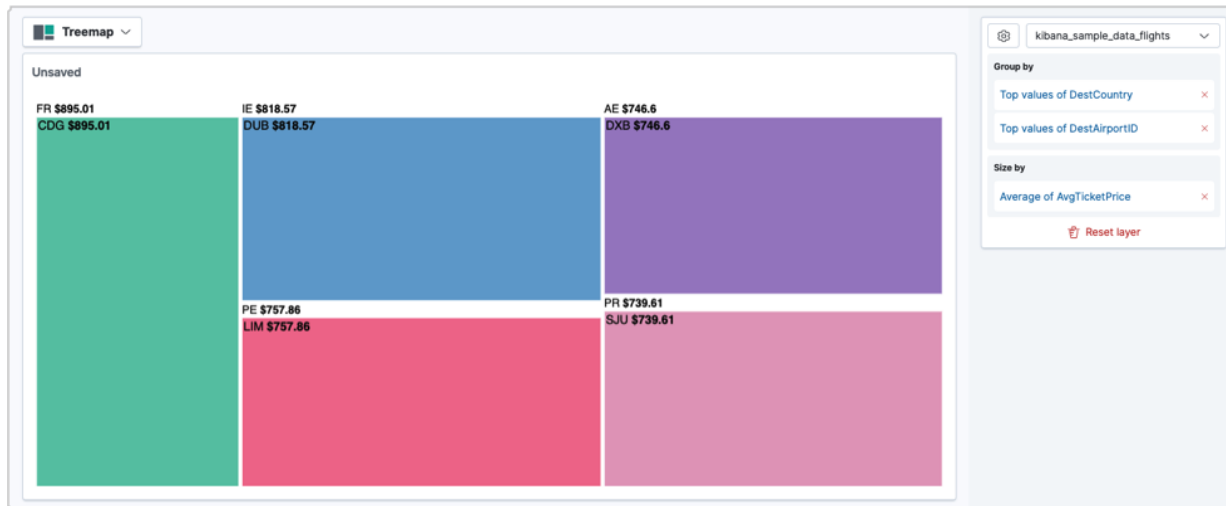 Treemap
Unsaved
FR $895.01
CDG $895.01
IE $818.57
DUB $818.57
AE $746.6
DXB $746.6
PE $757.86
LIM $757.86
PR $739.61
SJU $739.61
kibana_sample_data_flights
Group by
Top values of DestCountry
Top values of DestAirportID
Size by
Average of AvgTicketPrice
Reset layer